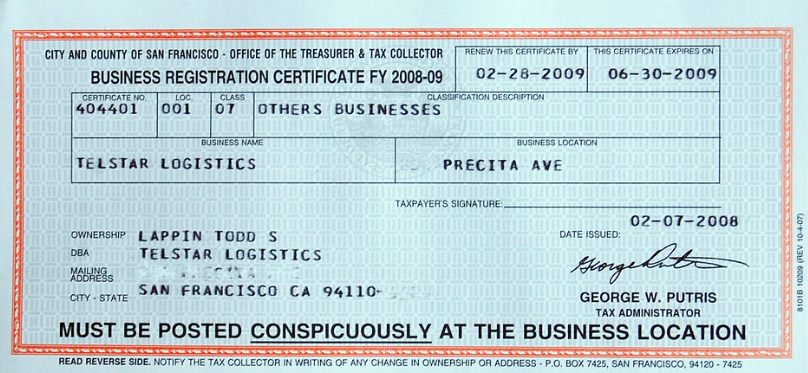 CITY AND COUNTY OF SAN FRANCISCO - OFFICE OF THE TREASURER & TAX COLLECTOR
BUSINESS REGISTRATION CERTIFICATE FY 2008-09
RENEW THIS CERTIFICATE BY
02-28-2009
THIS CERTIFICATE EXPIRES ON
06-30-2009
CERTIFICATE NO. LOC. CLASS CLASSIFICATION DESCRIPTION
404401 001 07 OTHERS BUSINESSES
BUSINESS NAME BUSINESS LOCATION
TELSTAR LOGISTICS PRECITA AVE
TAXPAYER'S SIGNATURE:
02-07-2008
OWNERSHIP LAPPIN TODD S
DATE ISSUED:
DBA TELSTAR LOGISTICS
MAILING ADDRESS
CITY - STATE SAN FRANCISCO CA 94110-
George Putris
GEORGE W. PUTRIS
TAX ADMINISTRATOR
MUST BE POSTED CONSPICUOUSLY AT THE BUSINESS LOCATION
READ REVERSE SIDE. NOTIFY THE TAX COLLECTOR IN WRITING OF ANY CHANGE IN OWNERSHIP OR ADDRESS - P.O. BOX 7425, SAN FRANCISCO, 94120 - 7425
8101B 10209 (REV 10-4-07)